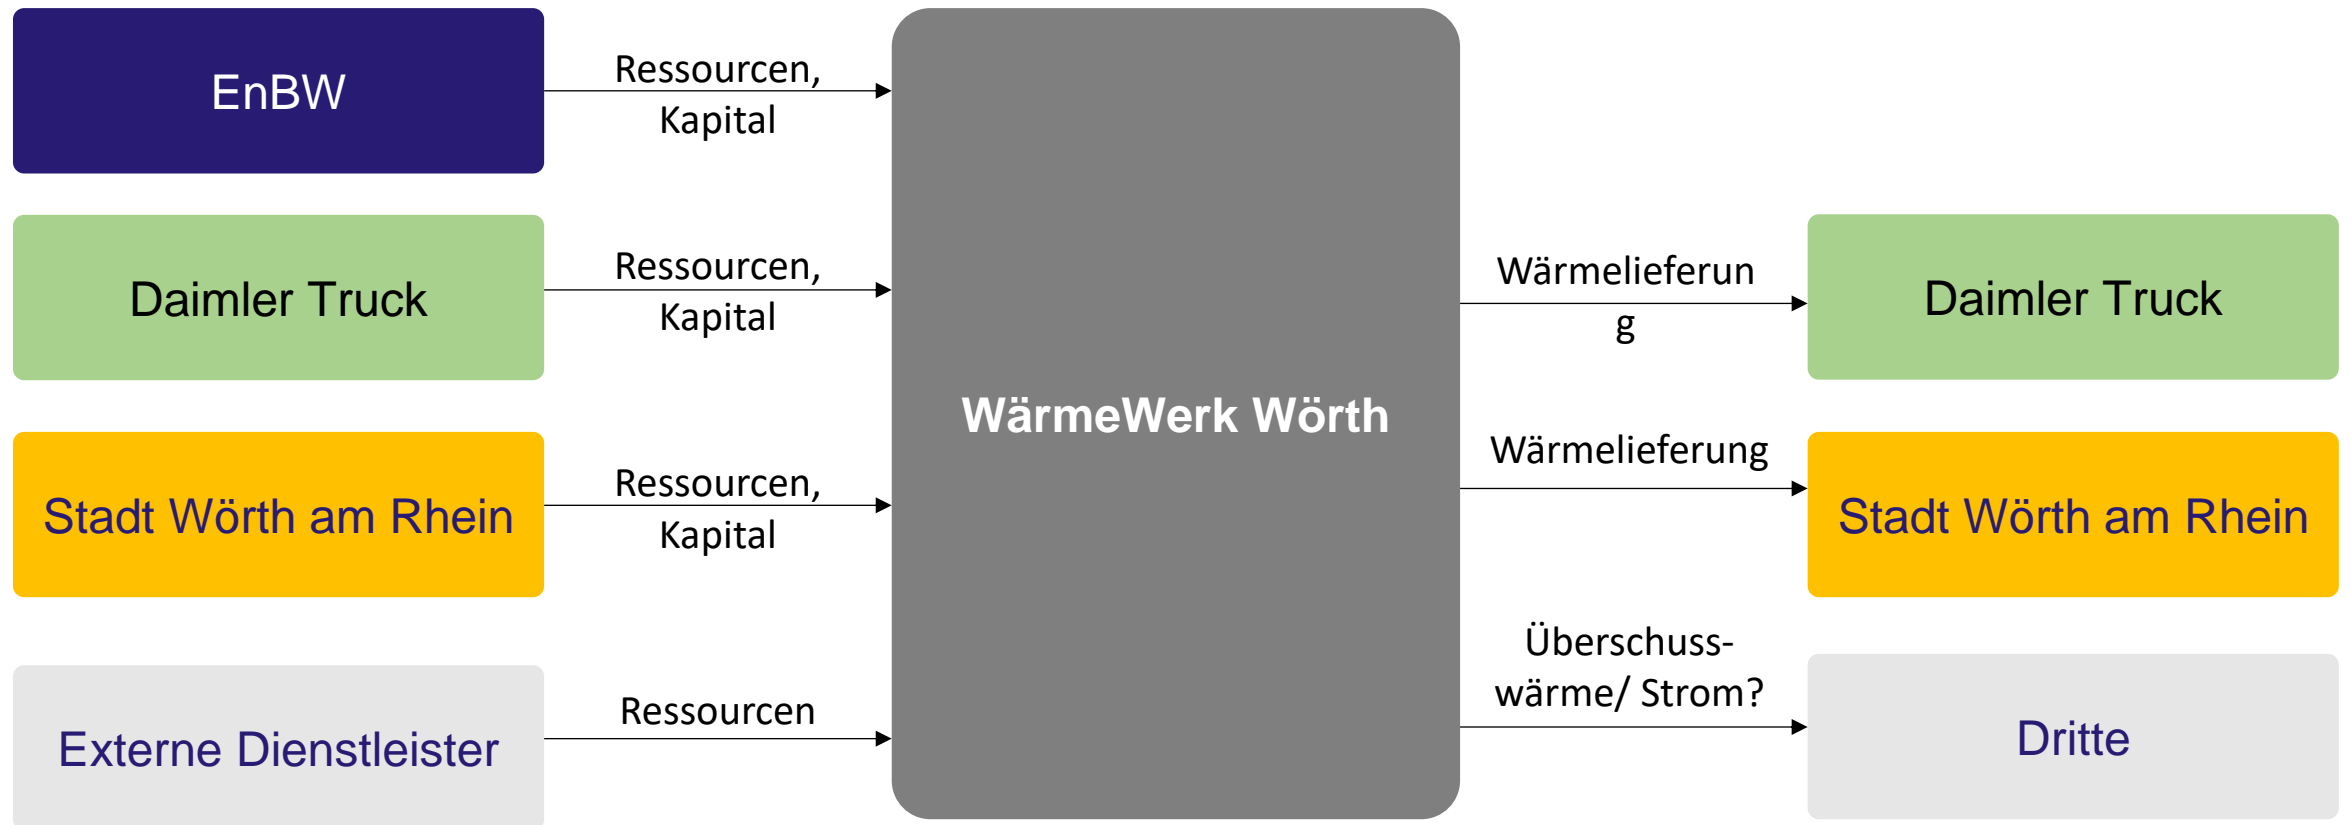 EnBW
Ressourcen,
Kapital
Daimler Truck
Ressourcen,
Kapital
Stadt Wörth am Rhein
Ressourcen,
Kapital
Externe Dienstleister
Ressourcen
WärmeWerk Wörth
Wärmelieferun
g
Daimler Truck
Wärmelieferung
Stadt Wörth am Rhein
Überschuss-
wärme/ Strom?
Dritte